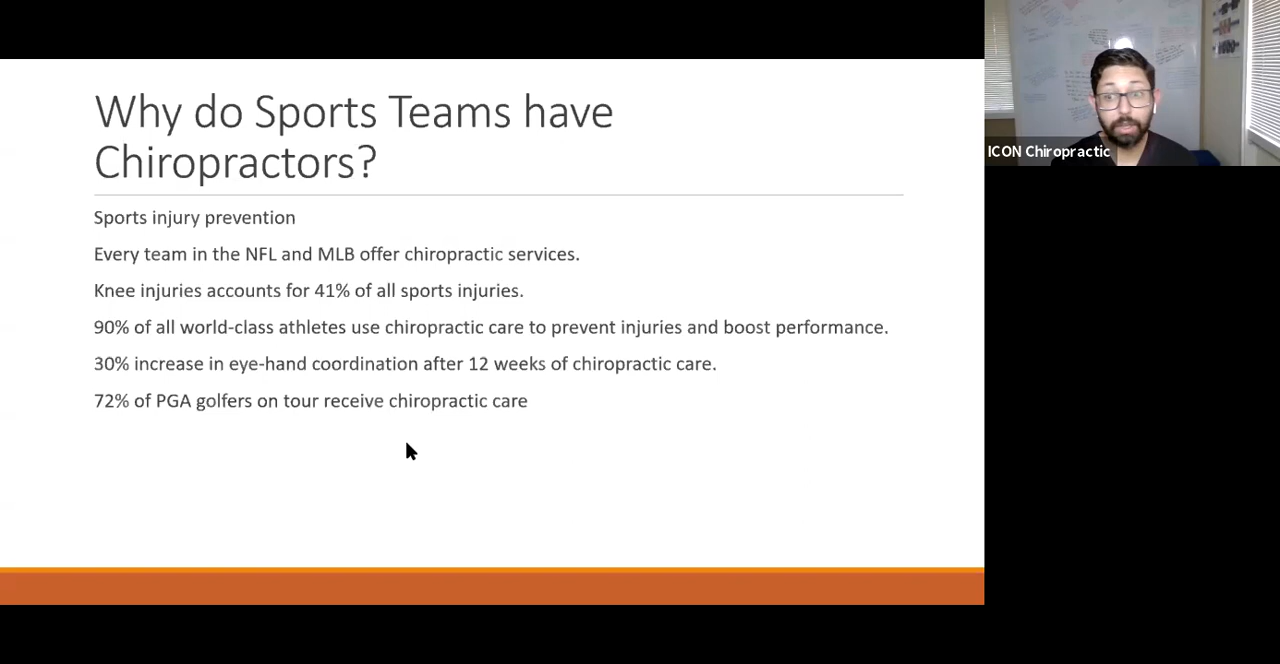 Why do Sports Teams have
Chiropractors?
Sports injury prevention
Every team in the NFL and MLB offer chiropractic services.
Knee injuries accounts for 41% of all sports injuries.
90% of all world-class athletes use chiropractic care to prevent injuries and boost performance.
30% increase in eye-hand coordination after 12 weeks of chiropractic care.
72% of PGA golfers on tour receive chiropractic care
ICON Chiropractic